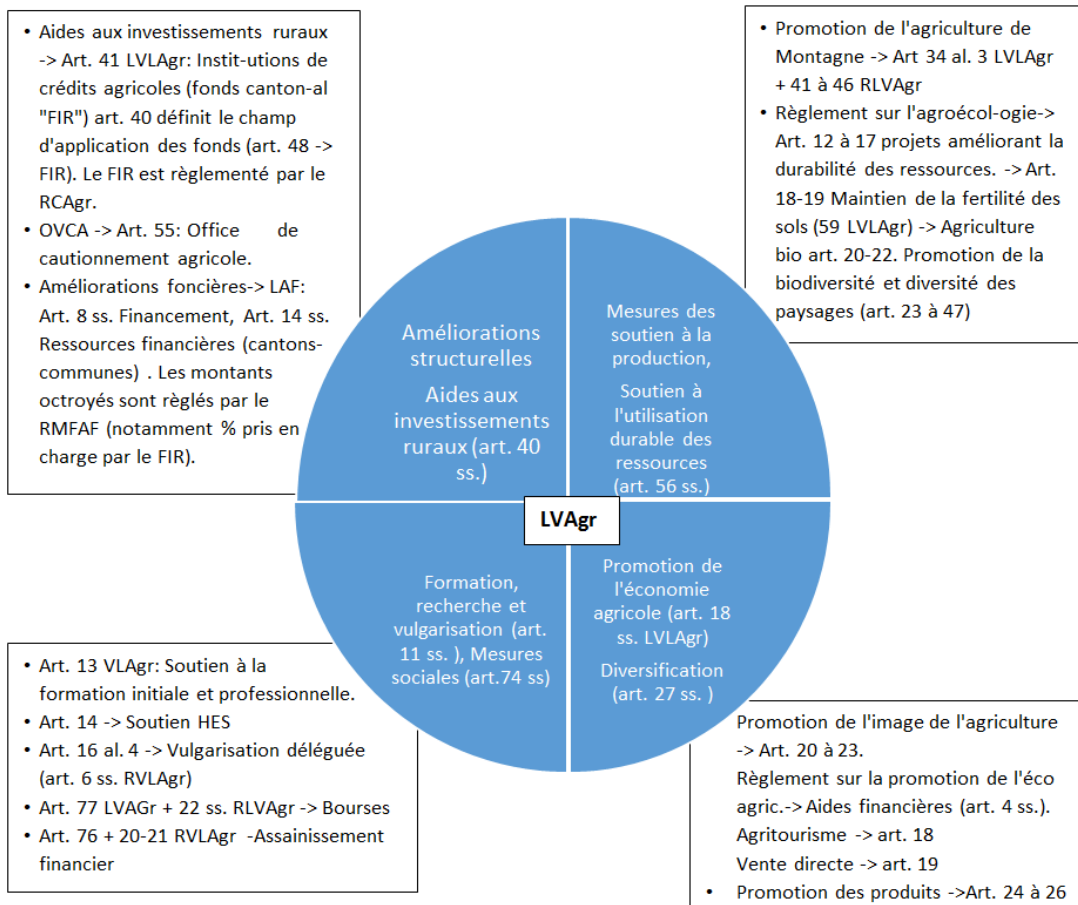 • Aides aux investissements ruraux
-> Art. 41 LVLAgr: Instit-utions de
crédits agricoles (fonds canton-al
"FIR") art. 40 définit le champ
d'application des fonds (art. 48 ->
FIR). Le FIR est règlementé par le
RCAgr.
• OVCA -> Art. 55: Office de
cautionnement agricole.
• Améliorations foncières-> LAF:
Art. 8 ss. Financement, Art. 14 ss.
Ressources financières (cantons-
communes) . Les montants
octroyés sont règlés par le
RMFAF (notamment % pris en
charge par le FIR).
• Promotion de l'agriculture de
Montagne -> Art 34 al. 3 LVLAgr
+ 41 à 46 RLVAgr
• Règlement sur l'agroécol-ogie->
Art. 12 à 17 projets améliorant la
durabilité des ressources. -> Art.
18-19 Maintien de la fertilité des
sols (59 LVLAgr) -> Agriculture
bio art. 20-22. Promotion de la
biodiversité et diversité des
paysages (art. 23 à 47)
Améliorations
structurelles
Aides aux
investissements
ruraux (art. 40
ss.)
Mesures des
soutien à la
production,
Soutien à
l'utilisation
durable des
ressources
(art. 56 ss.)
LVAgr
Formation,
recherche et
vulgarisation (art.
11 ss. ), Mesures
sociales (art.74 ss)
Promotion de
l'économie
agricole (art. 18
ss. LVLAgr)
Diversification
(art. 27 ss. )
• Art. 13 VLAgr: Soutien à la
formation initiale et professionnelle.
• Art. 14 -> Soutien HES
• Art. 16 al. 4 -> Vulgarisation déléguée
(art. 6 ss. RVLAgr)
• Art. 77 LVAGr + 22 ss. RLVAgr -> Bourses
• Art. 76 + 20-21 RVLAgr -Assainissement
financier
Promotion de l'image de l'agriculture
-> Art. 20 à 23.
Règlement sur la promotion de l'éco
agric.-> Aides financières (art. 4 ss.).
Agritourisme -> art. 18
Vente directe -> art. 19
• Promotion des produits ->Art. 24 à 26